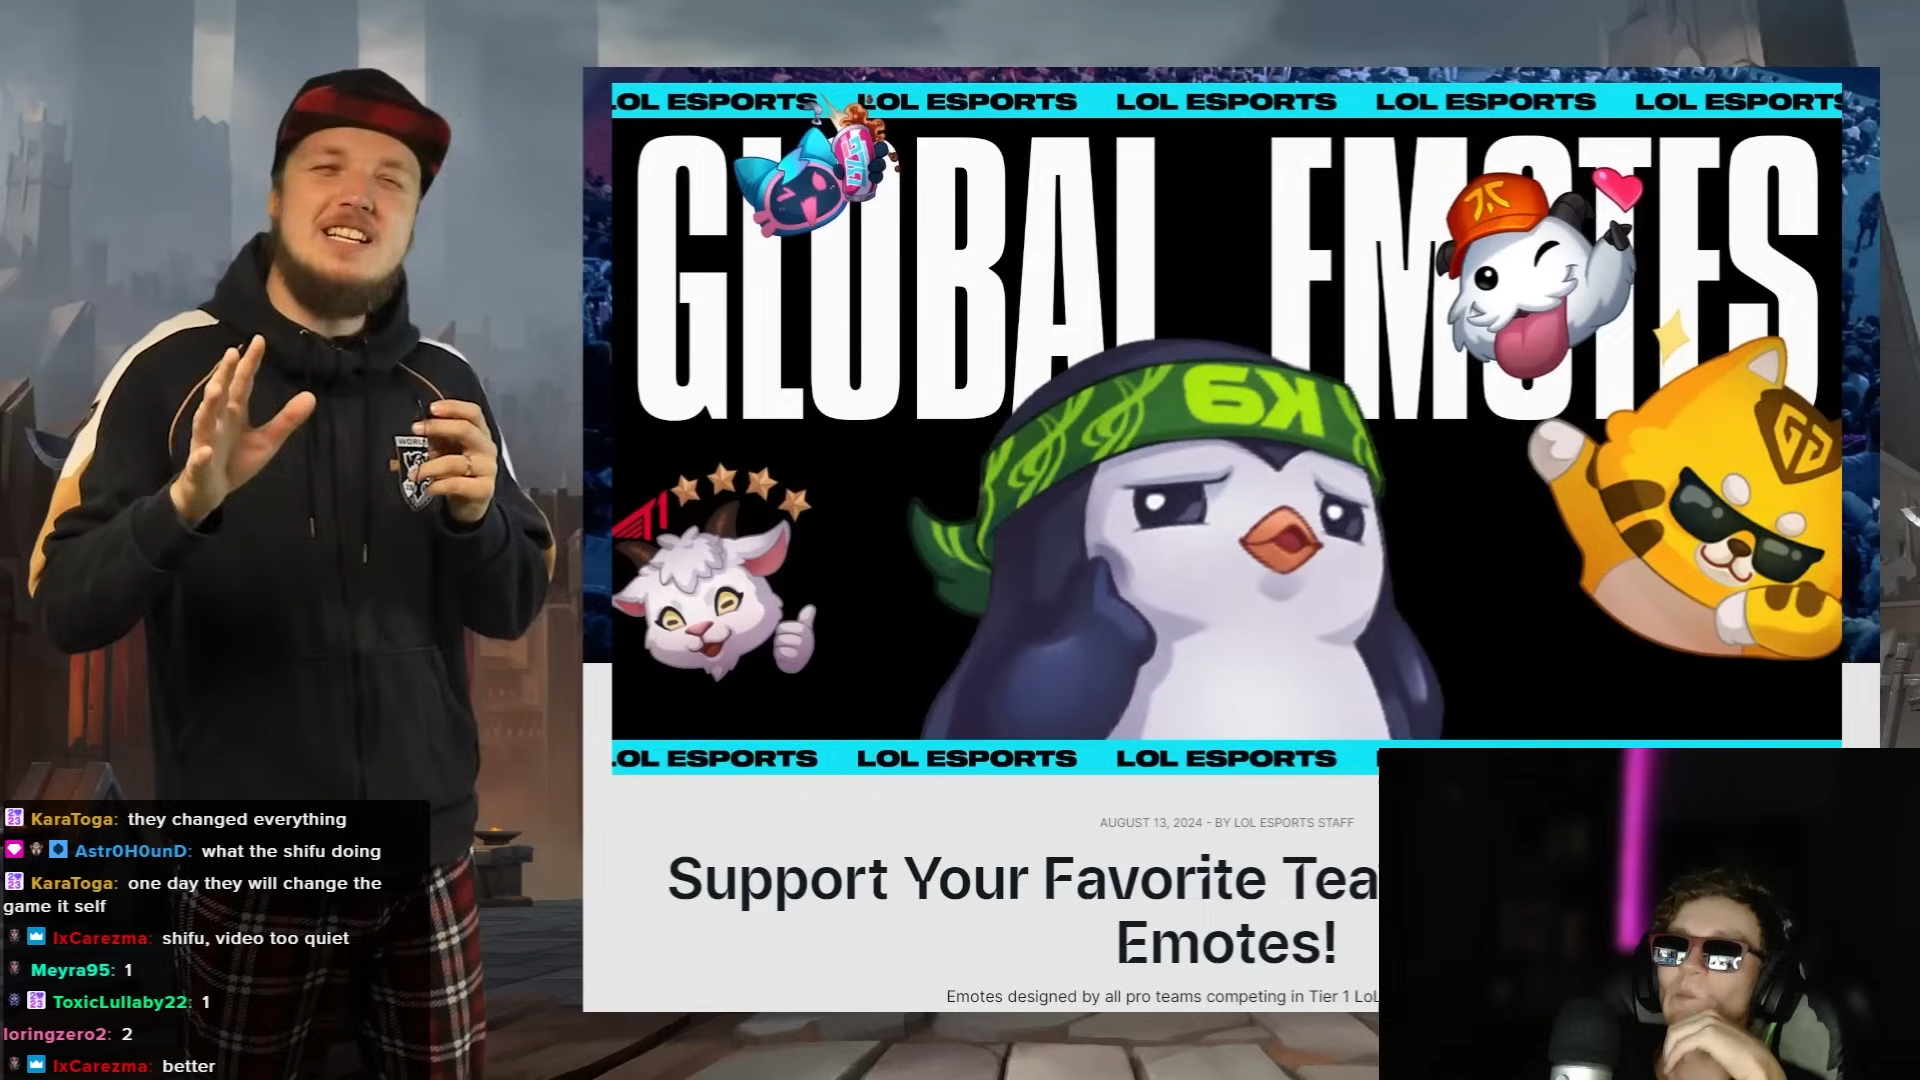 LOL ESPORTS LOL ESPORTS LOL ESPORTS LOL ESPORTS LOL ESPORTS
GLOBAL EMOTES
K9
T1
WORLDS
LOL ESPORTS LOL ESPORTS LOL ESPORTS
AUGUST 13, 2024 - BY LOL ESPORTS STAFF
Support Your Favorite Tea
Emotes!
Emotes designed by all pro teams competing in Tier 1 LoL
KaraToga: they changed everything
Astr0H0unD: what the shifu doing
KaraToga: one day they will change the
game it self
IxCarezma: shifu, video too quiet
Meyra95: 1
ToxicLullaby22: 1
loringzero2: 2
IxCarezma: better